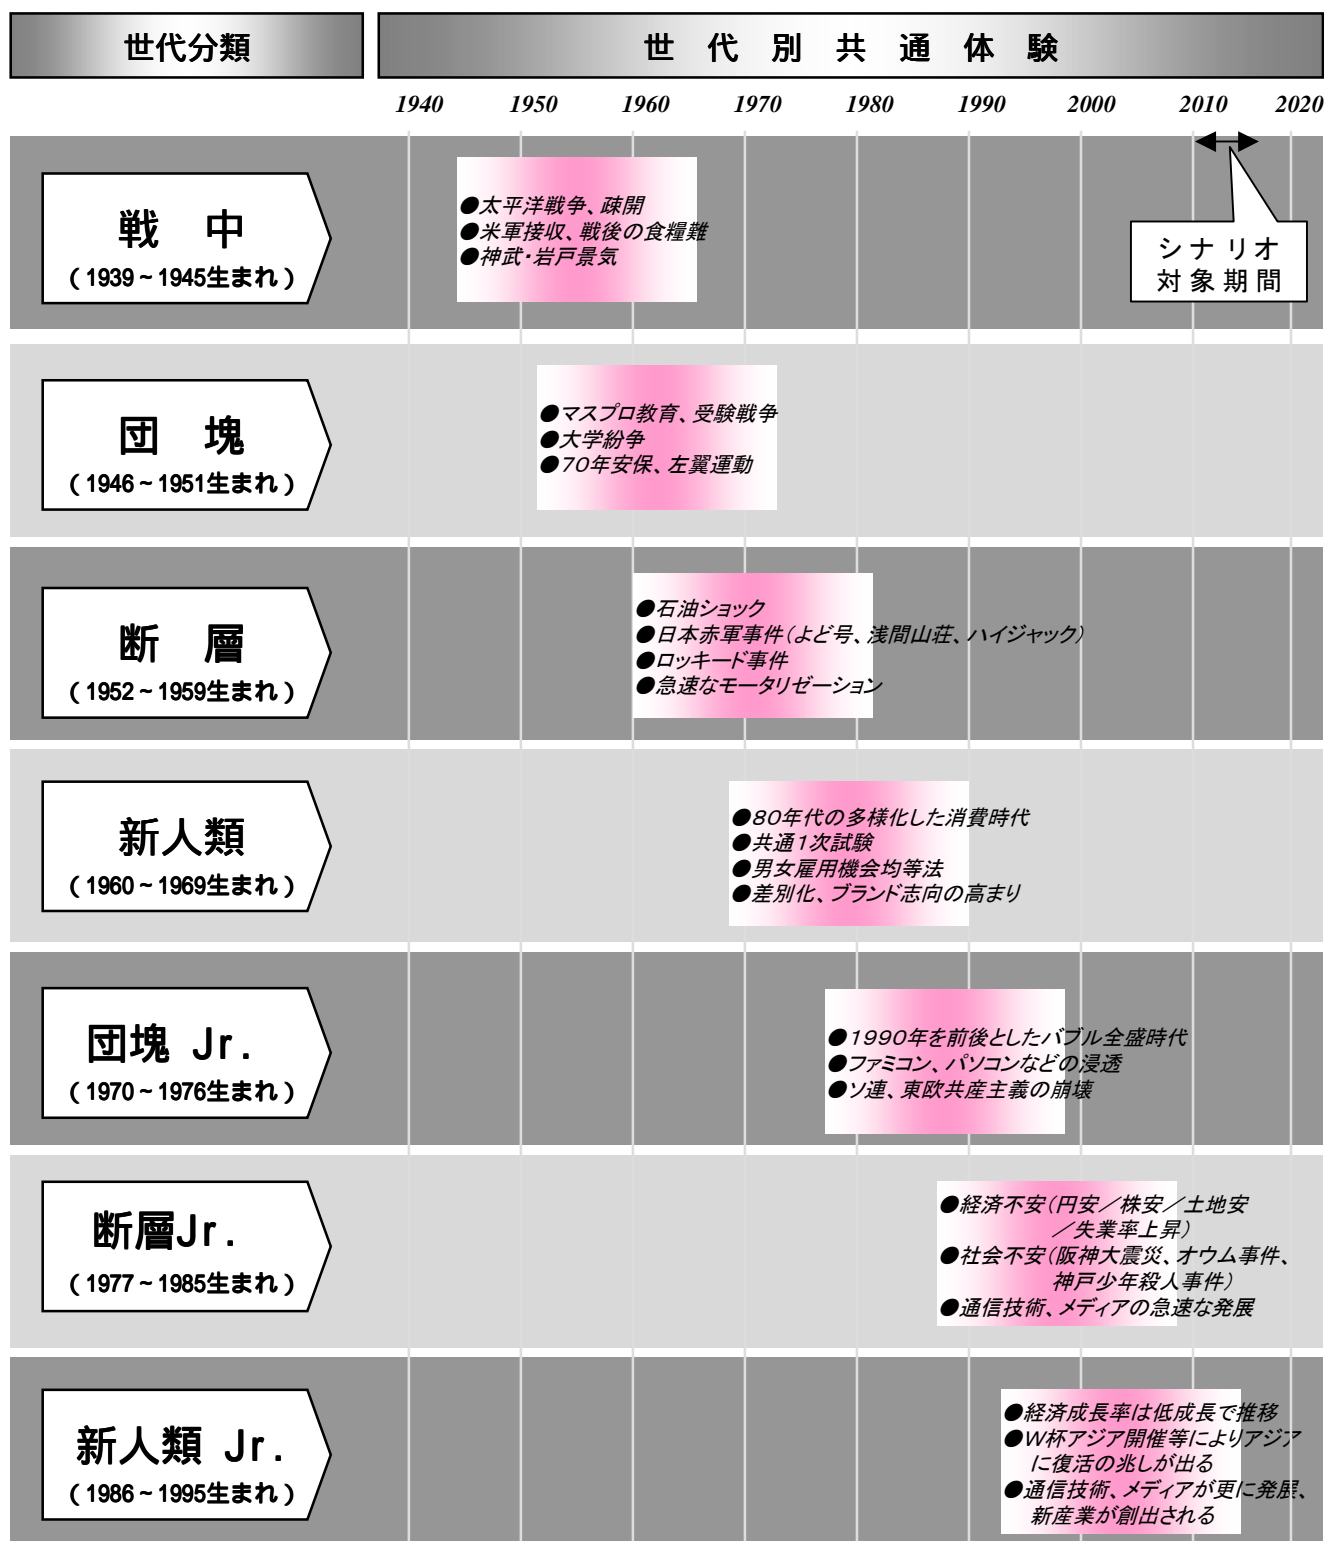 世代分類
世代別共通体験
1940 1950 1960 1970 1980 1990 2000 2010 2020
戦 中
(1939~1945生まれ)
●太平洋戦争、疎開
●米軍接収、戦後の食糧難
●神武・岩戸景気
シナリオ
対象期間
団 塊
(1946~1951生まれ)
●マスプロ教育、受験戦争
●大学紛争
●70年安保、左翼運動
断 層
(1952~1959生まれ)
●石油ショック
●日本赤軍事件(よど号、浅間山荘、ハイジャック)
●ロッキード事件
●急速なモータリゼーション
新人類
(1960~1969生まれ)
●80年代の多様化した消費時代
●共通1次試験
●男女雇用機会均等法
●差別化、ブランド志向の高まり
団塊 Jr.
(1970~1976生まれ)
●1990年を前後としたバブル全盛時代
●ファミコン、パソコンなどの浸透
●ソ連、東欧共産主義の崩壊
断層Jr.
(1977~1985生まれ)
●経済不安(円安/株安/土地安
/失業率上昇)
●社会不安(阪神大震災、オウム事件、
神戸少年殺人事件)
●通信技術、メディアの急速な発展
新人類 Jr.
(1986~1995生まれ)
●経済成長率は低成長で推移
●W杯アジア開催等によりアジア
に復活の兆しが出る
●通信技術、メディアが更に発展、
新産業が創出される